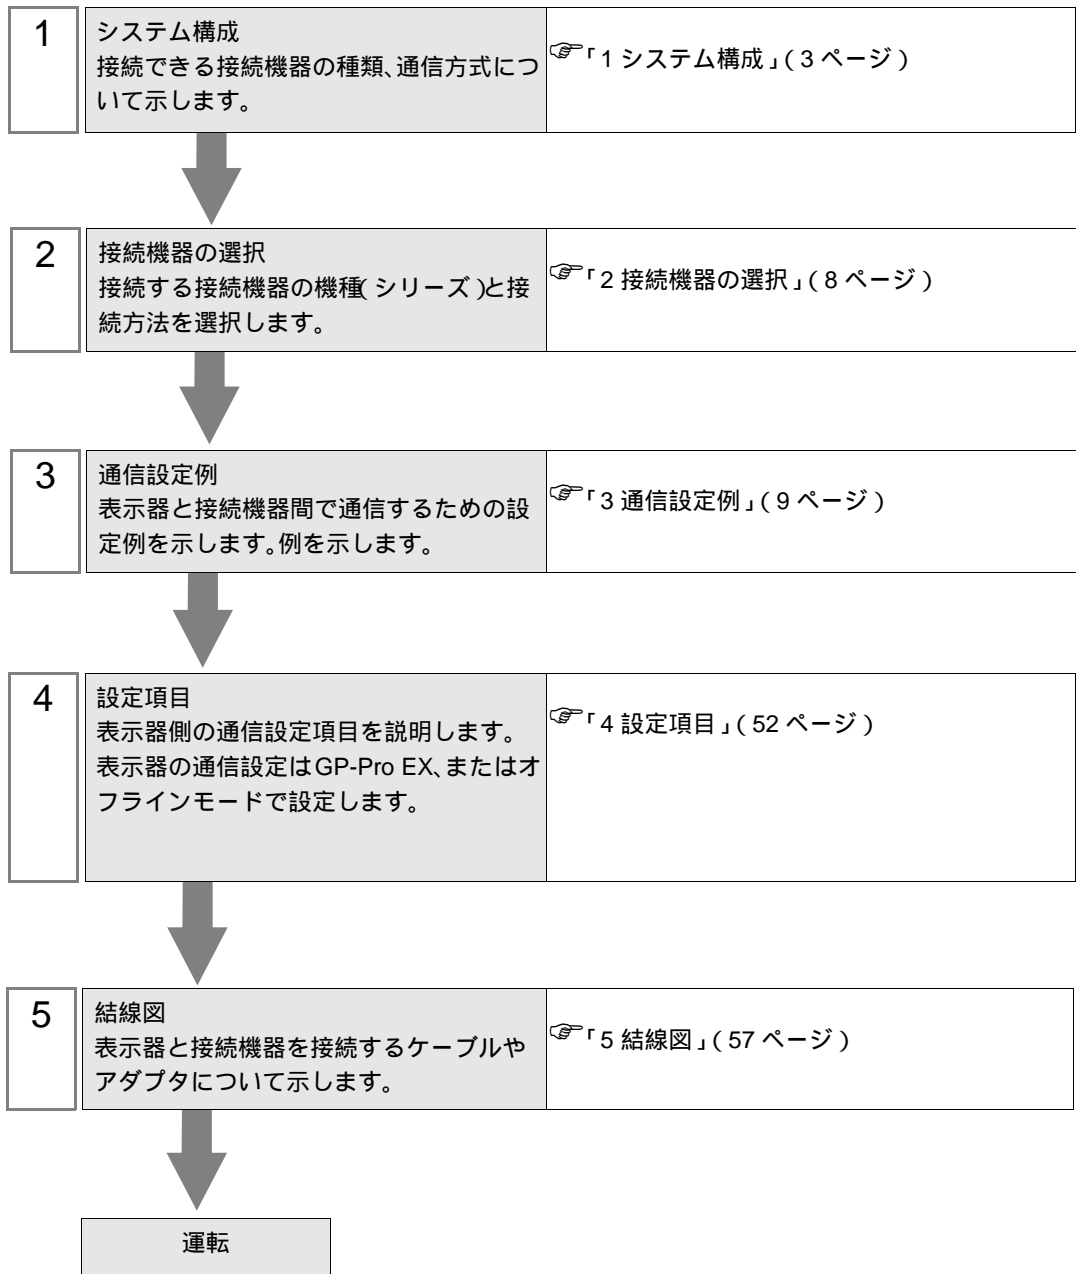 1
システム構成
接続できる接続機器の種類、通信方式につ
いて示します。
☞「1 システム構成」(3 ページ)
2
接続機器の選択
接続する接続機器の機種(シリーズ)と接
続方法を選択します。
☞「2 接続機器の選択」(8 ページ)
3
通信設定例
表示器と接続機器間で通信するための設
定例を示します。例を示します。
☞「3 通信設定例」(9 ページ)
4
設定項目
表示器側の通信設定項目を説明します。
表示器の通信設定はGP-Pro EX、またはオ
フラインモードで設定します。
☞「4 設定項目」(52 ページ)
5
結線図
表示器と接続機器を接続するケーブルや
アダプタについて示します。
☞「5 結線図」(57 ページ)
運転